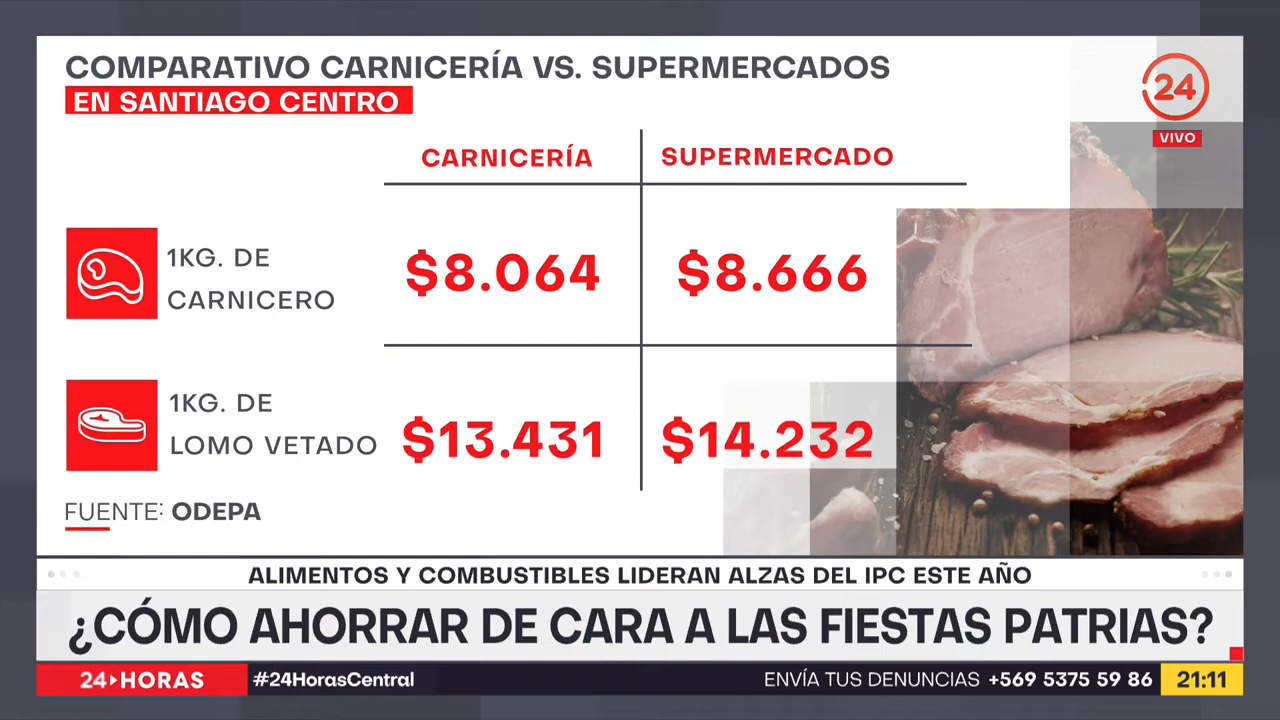 COMPARATIVO CARNICERÍA VS. SUPERMERCADOS
EN SANTIAGO CENTRO
24
VIVO
CARNICERÍA
SUPERMERCADO
1KG. DE
CARNICERO
$8.064
$8.666
1KG. DE
LOMO VETADO
$13.431
$14.232
FUENTE: ODEPA
ALIMENTOS Y COMBUSTIBLES LIDERAN ALZAS DEL IPC ESTE AÑO
¿CÓMO AHORRAR DE CARA A LAS FIESTAS PATRIAS?
24 HORAS
#24HorasCentral
ENVÍA TUS DENUNCIAS +569 5375 59 86
21:11